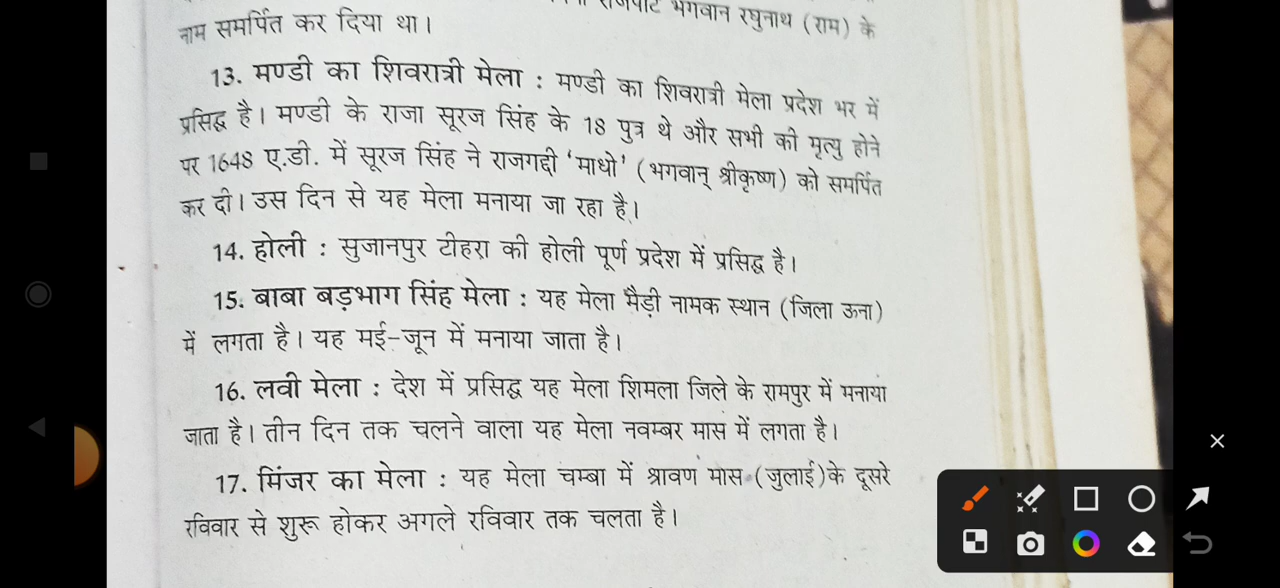 राजपाट भगवान रघुनाथ (राम) के
नाम समर्पित कर दिया था।
13. मण्डी का शिवरात्री मेला : मण्डी का शिवरात्री मेला प्रदेश भर में
प्रसिद्ध है। मण्डी के राजा सूरज सिंह के 18 पुत्र थे और सभी की मृत्यु होने
पर 1648 ए.डी. में सूरज सिंह ने राजगद्दी 'माधो' (भगवान् श्रीकृष्ण) को समर्पित
कर दी। उस दिन से यह मेला मनाया जा रहा है।
14. होली : सुजानपुर टीहरा की होली पूर्ण प्रदेश में प्रसिद्ध है।
15. बाबा बड़भाग सिंह मेला : यह मेला मैड़ी नामक स्थान (जिला ऊना)
में लगता है। यह मई-जून में मनाया जाता है।
16. लवी मेला : देश में प्रसिद्ध यह मेला शिमला जिले के रामपुर में मनाया
जाता है। तीन दिन तक चलने वाला यह मेला नवम्बर मास में लगता है।
17. मिंजर का मेला : यह मेला चम्बा में श्रावण मास (जुलाई)के दूसरे
रविवार से शुरू होकर अगले रविवार तक चलता है।